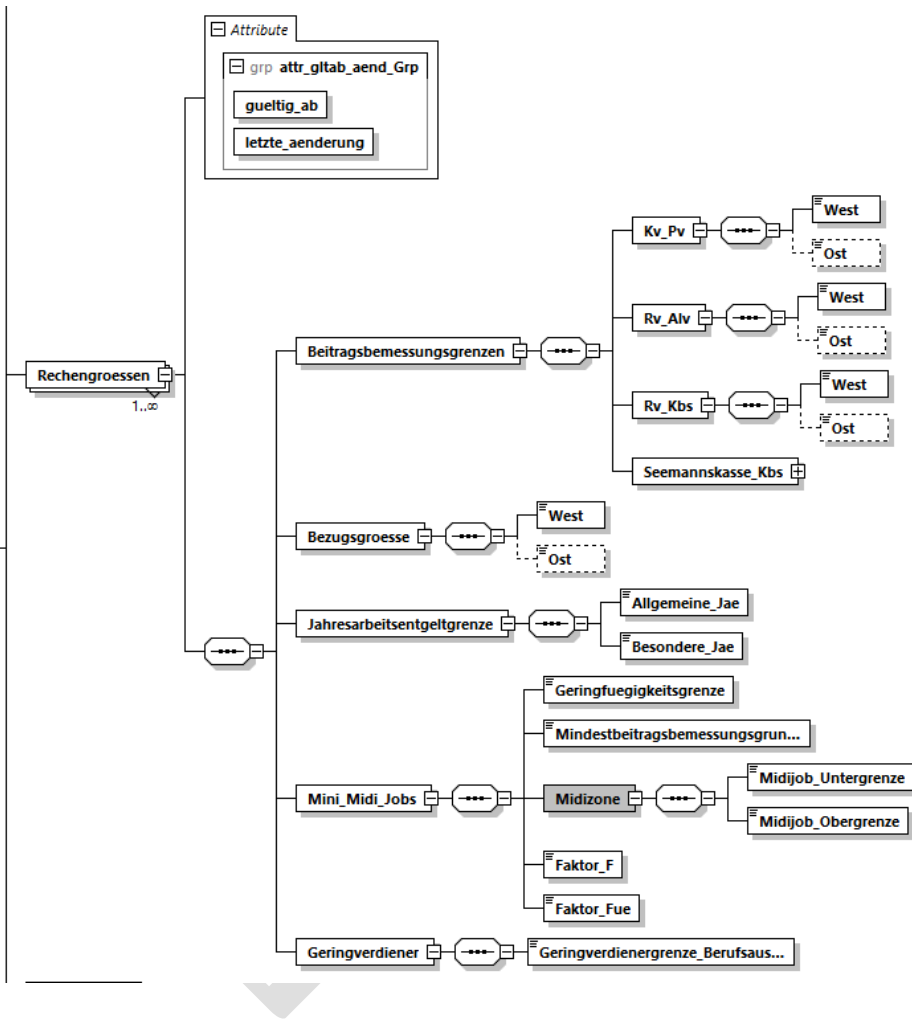 Attribute
grp attr_gltab_aend_Grp
gueltig_ab
letzte_aenderung
Rechengroessen
1..∞
Beitragsbemessungsgrenzen
Kv_Pv
West
Ost
Rv_Alv
West
Ost
Rv_Kbs
West
Ost
Seemannskasse_Kbs
Bezugsgroesse
West
Ost
Jahresarbeitsentgeltgrenze
Allgemeine_Jae
Besondere_Jae
Mini_Midi_Jobs
Geringfuegigkeitsgrenze
Mindestbeitragsbemessungsgrun...
Midizone
Midijob_Untergrenze
Midijob_Obergrenze
Faktor_F
Faktor_Fue
Geringverdiener
Geringverdienergrenze_Berufsaus...